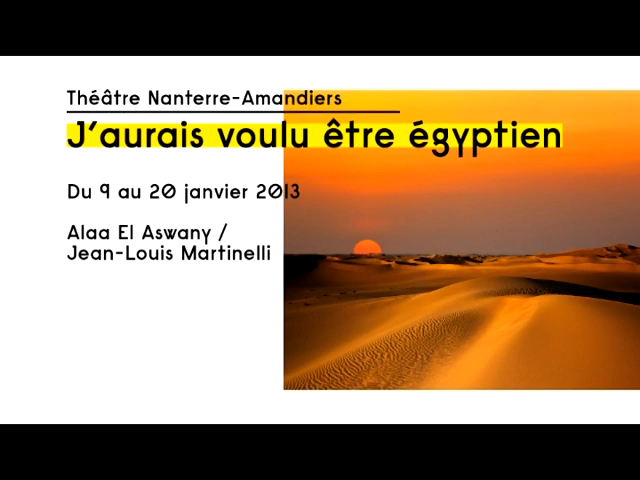 Théâtre Nanterre-Amandiers
J'aurais voulu être égyptien
Du 9 au 20 janvier 2013
Alaa El Aswany /
Jean-Louis Martinelli